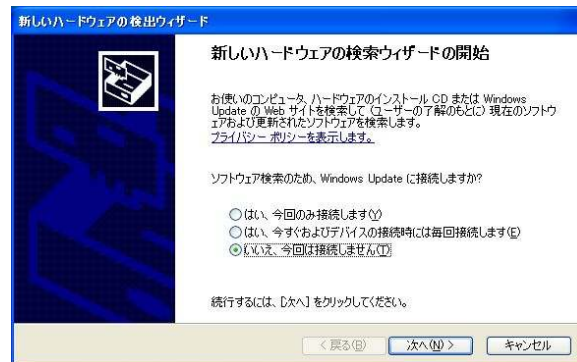 新しいハードウェアの検出ウィザード
新しいハードウェアの検索ウィザードの開始
お使いのコンピュータ、ハードウェアのインストール CD または Windows
Update の Web サイトを検索して (ユーザーの了解のもとに) 現在のソフトウ
ェアおよび更新されたソフトウェアを検索します。
プライバシー ポリシーを表示します。
ソフトウェア検索のため、Windows Update に接続しますか?
はい、今回のみ接続します(Y)
はい、今すぐおよびデバイスの接続時には毎回接続します(E)
いいえ、今回は接続しません(T)
続行するには、[次へ] をクリックしてください。
< 戻る(B)
次へ(N) >
キャンセル